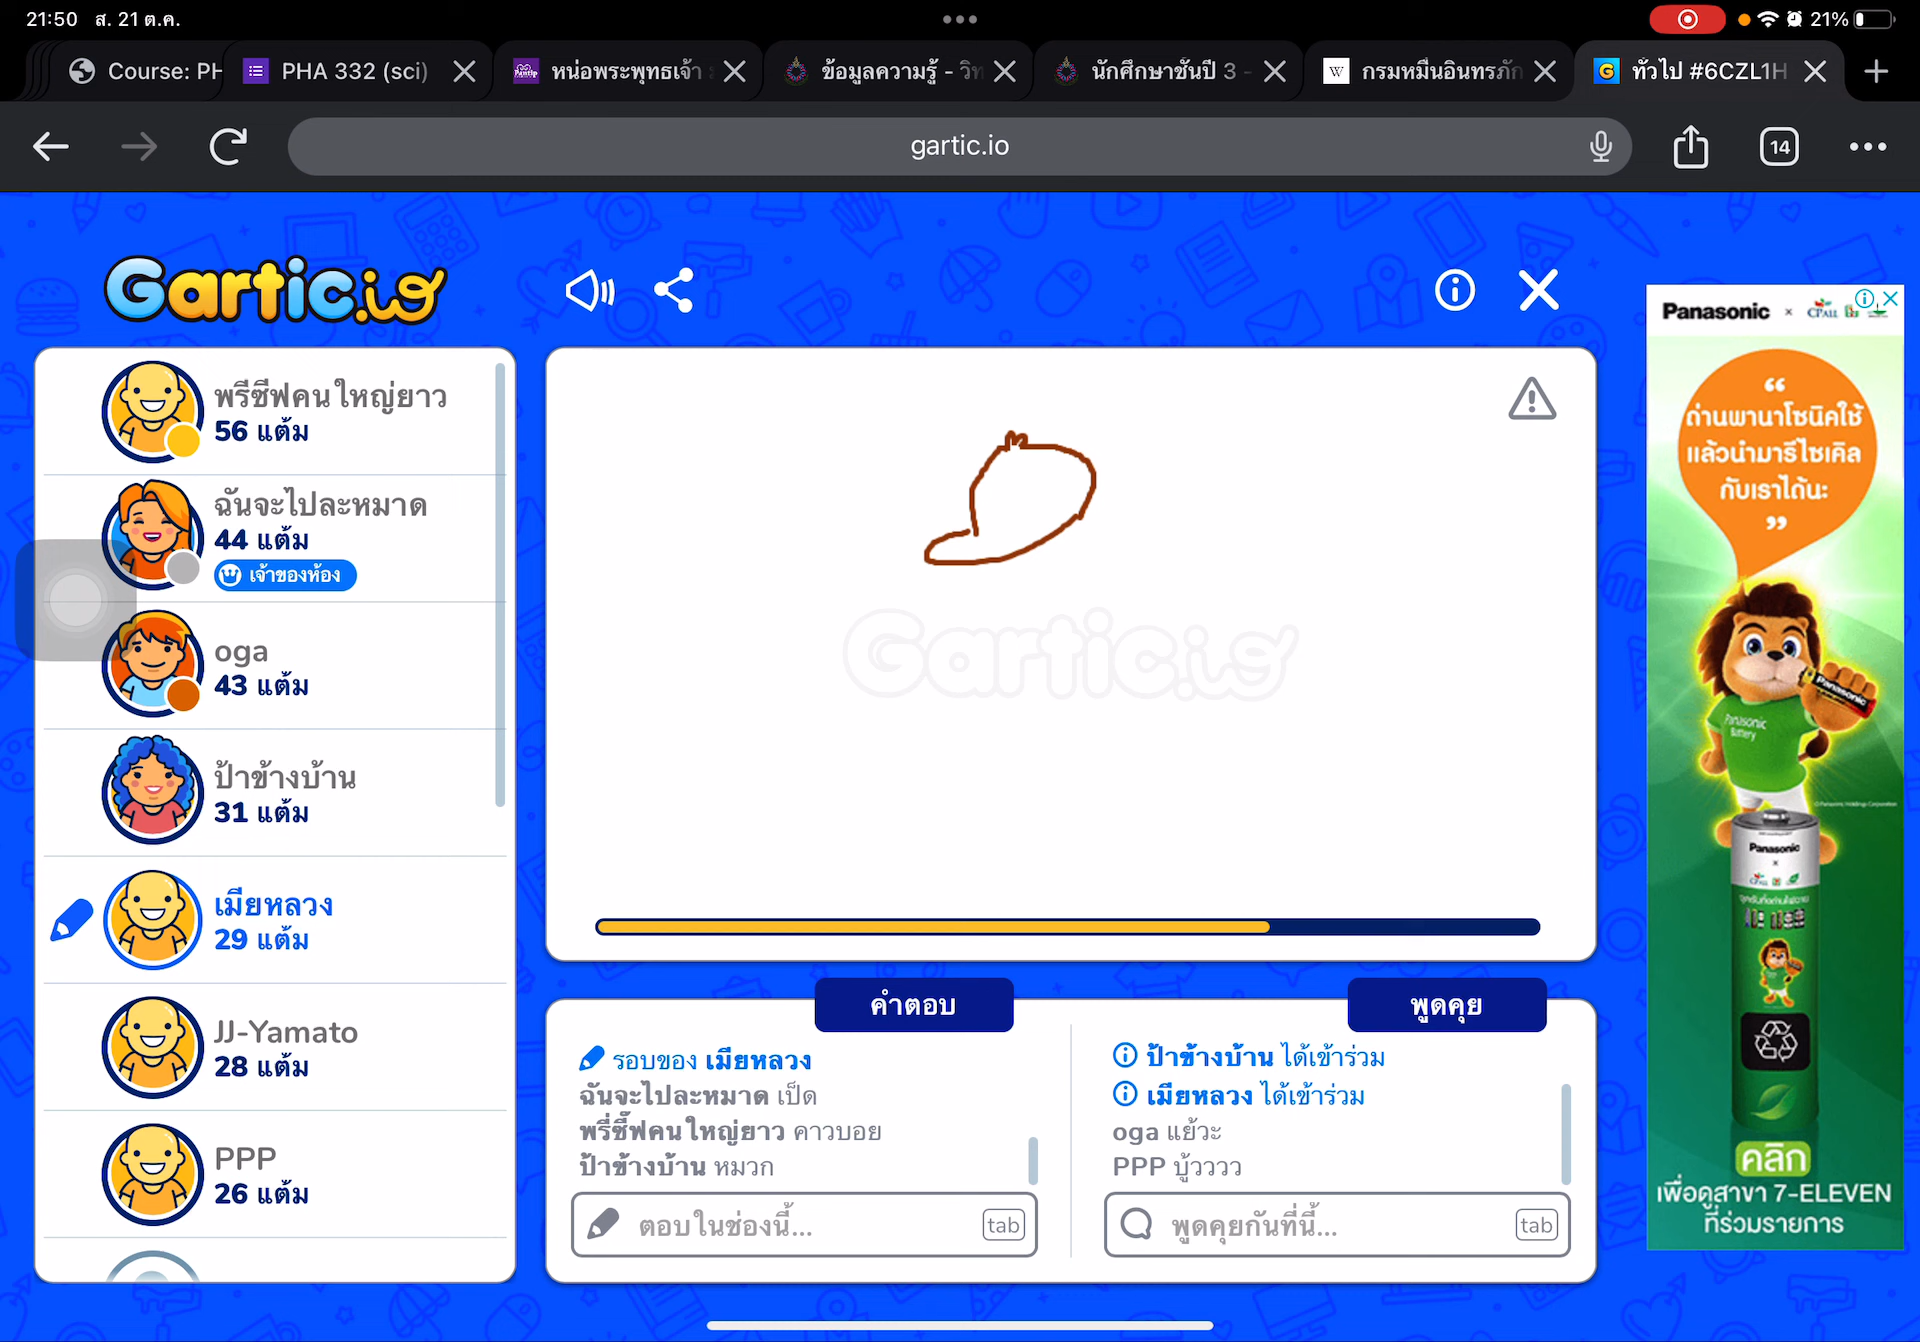 21:50 ส. 21 ต.ค.
21%
Course: PH
PHA 332 (sci)
หน่อพระพุทธเจ้า
ข้อมูลความรู้ - วิท
นักศึกษาชั้นปี 3 -
W กรมหมื่นอินทรภัก
ทั่วไป #6CZL1H
gartic.io
14
Gartic.io
พรีซีฟคนใหญ่ยาว
56 แต้ม
ฉันจะไปละหมาด
44 แต้ม
เจ้าของห้อง
oga
43 แต้ม
ป้าข้างบ้าน
31 แต้ม
เมียหลวง
29 แต้ม
JJ-Yamato
28 แต้ม
PPP
26 แต้ม
Gartic.io
คำตอบ
รอบของ เมียหลวง
ฉันจะไปละหมาด เป็ด
พรี่ซี๊ฟคนใหญ่ยาว คาวบอย
ป้าข้างบ้าน หมวก
ตอบในช่องนี้...
tab
พูดคุย
ป้าข้างบ้าน ได้เข้าร่วม
เมียหลวง ได้เข้าร่วม
oga แย้วะ
PPP บู้วววว
พูดคุยกันที่นี้...
tab
Panasonic × CPALL
“
ถ่านพานาโซนิคใช้
แล้วนำมารีไซเคิล
กับเราได้นะ
”
Panasonic
Panasonic
Battery
Panasonic
×
คลิก
เพื่อดูสาขา 7-ELEVEN
ที่ร่วมรายการ